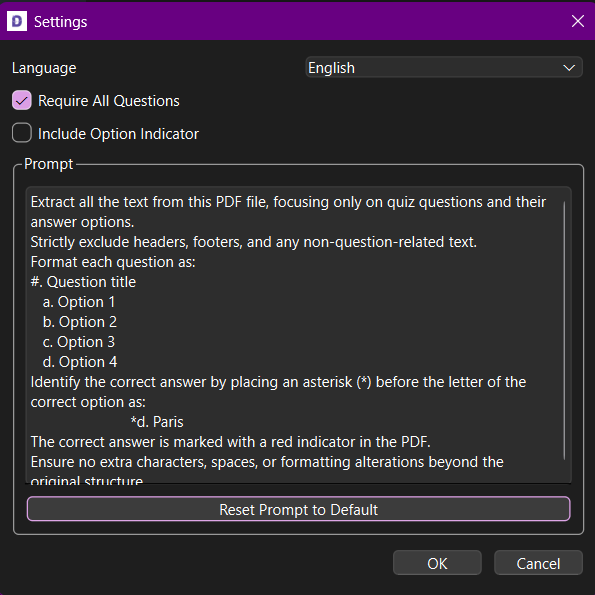 D Settings
Language English
Require All Questions
Include Option Indicator
Prompt
Extract all the text from this PDF file, focusing only on quiz questions and their
answer options.
Strictly exclude headers, footers, and any non-question-related text.
Format each question as:
#. Question title
a. Option 1
b. Option 2
c. Option 3
d. Option 4
Identify the correct answer by placing an asterisk (*) before the letter of the
correct option as:
*d. Paris
The correct answer is marked with a red indicator in the PDF.
Ensure no extra characters, spaces, or formatting alterations beyond the
original structure
Reset Prompt to Default
OK Cancel